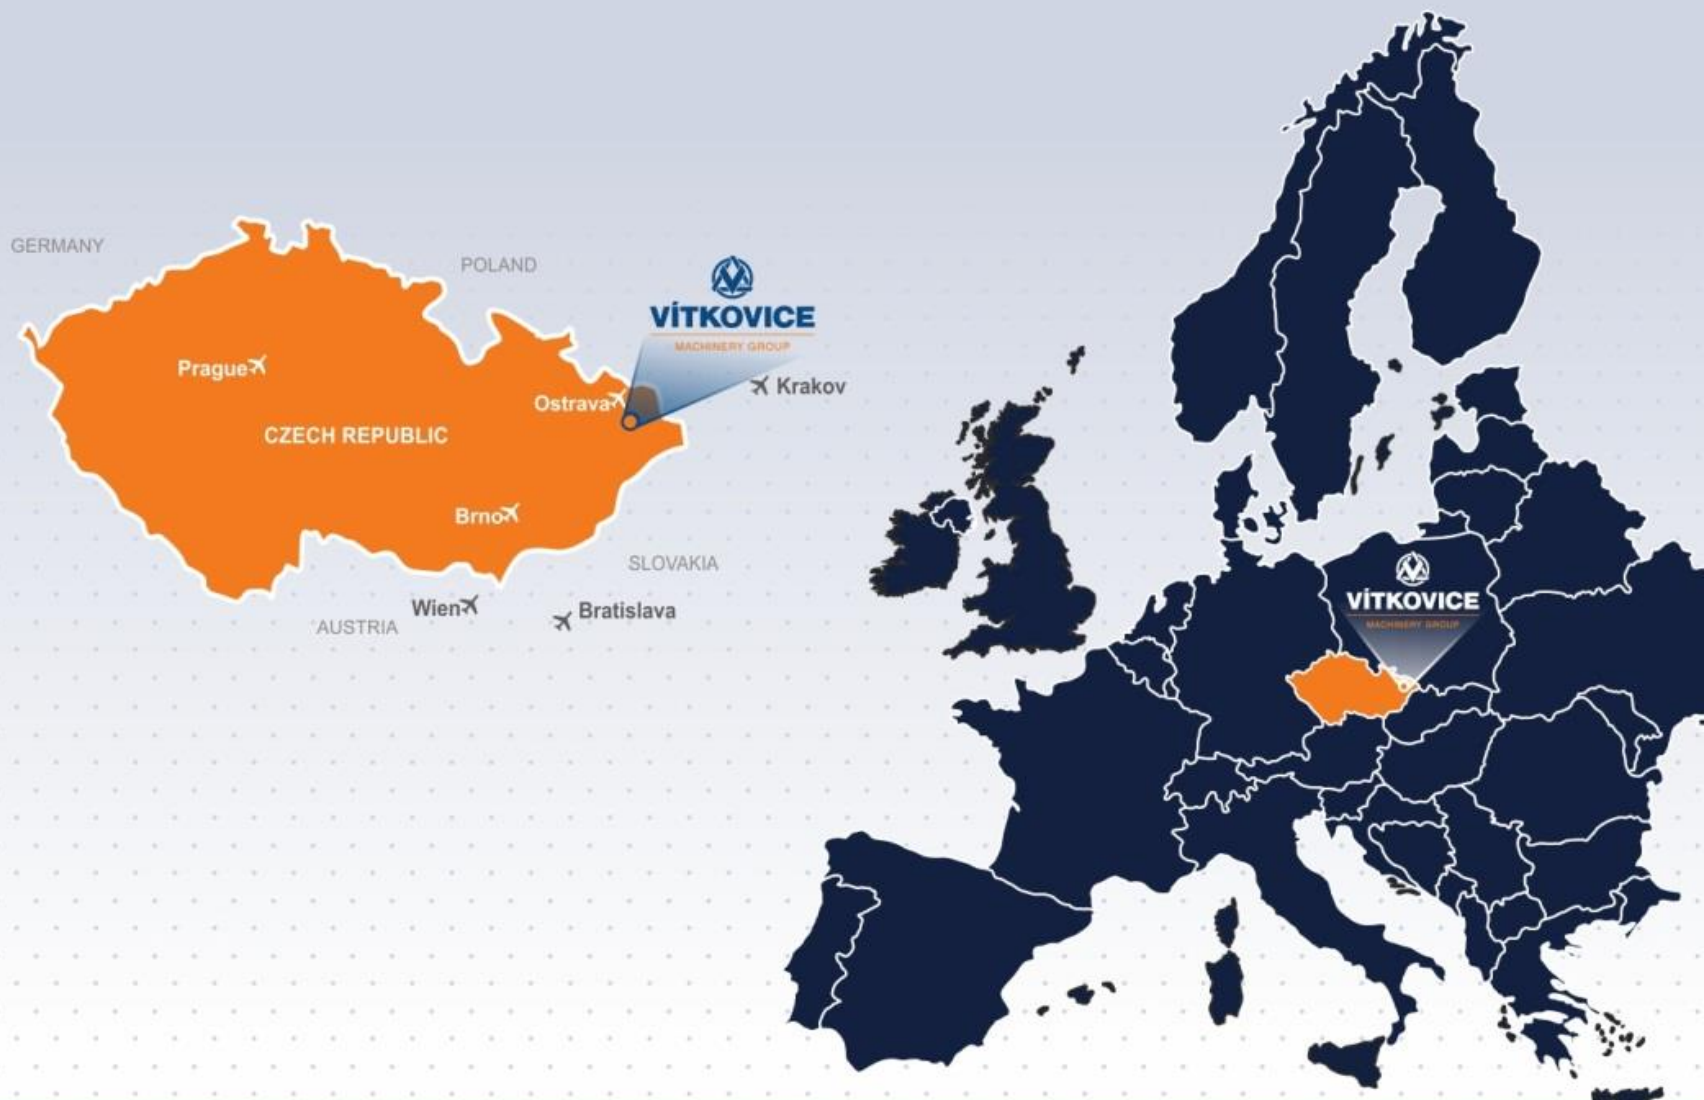 GERMANY
POLAND
VÍTKOVICE
MACHINERY GROUP
Prague
Krakov
Ostrava
CZECH REPUBLIC
Brno
SLOVAKIA
Wien
Bratislava
AUSTRIA
VÍTKOVICE
MACHINERY GROUP